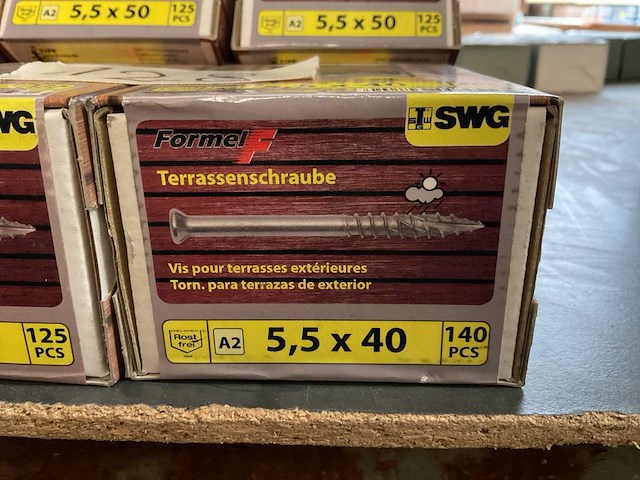 A2 5,5 x 50 125 PCS
A2 5,5 x 50 125 PCS
WG
125 PCS
Formel F
SWG
Terrassenschraube
Vis pour terrasses extérieures
Torn. para terrazas de exterior
Rost frei
A2
5,5 x 40
140 PCS